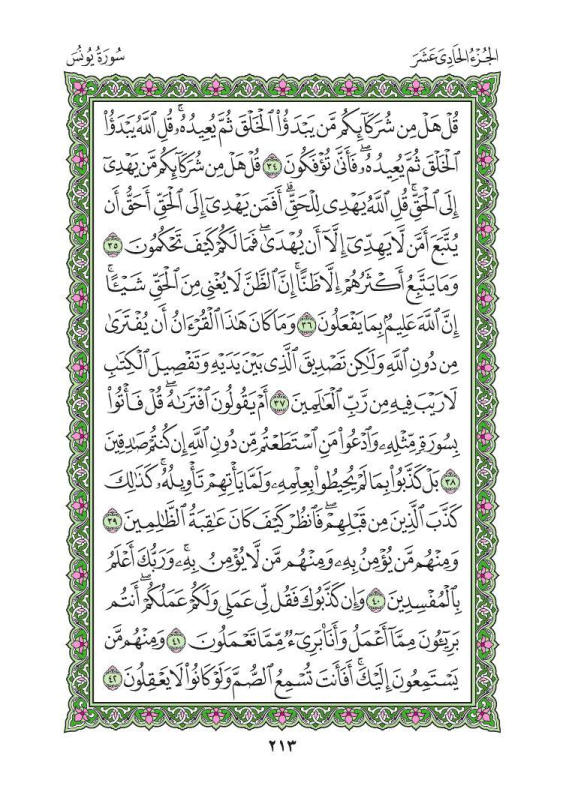 الجزء الحادى عشر
سورة يونس
قُلْ هَلْ مِن شُرَكَآئِكُم مَّن يَبْدَؤُا۟ ٱلْخَلْقَ ثُمَّ يُعِيدُهُۥ ۚ قُلِ ٱللَّهُ يَبْدَؤُا۟
ٱلْخَلْقَ ثُمَّ يُعِيدُهُۥ ۖ فَأَنَّىٰ تُؤْفَكُونَ ٣٤ قُلْ هَلْ مِن شُرَكَآئِكُم مَّن يَهْدِىٓ
إِلَى ٱلْحَقِّ ۚ قُلِ ٱللَّهُ يَهْدِى لِلْحَقِّ ۗ أَفَمَن يَهْدِىٓ إِلَى ٱلْحَقِّ أَحَقُّ أَن
يُتَّبَعَ أَمَّن لَّا يَهِدِّىٓ إِلَّآ أَن يُهْدَىٰ ۖ فَمَا لَكُمْ كَيْفَ تَحْكُمُونَ ٣٥
وَمَا يَتَّبِعُ أَكْثَرُهُمْ إِلَّا ظَنًّا ۚ إِنَّ ٱلظَّنَّ لَا يُغْنِى مِنَ ٱلْحَقِّ شَيْـًٔا ۚ
إِنَّ ٱللَّهَ عَلِيمٌۢ بِمَا يَفْعَلُونَ ٣٦ وَمَا كَانَ هَـٰذَا ٱلْقُرْءَانُ أَن يُفْتَرَىٰ
مِن دُونِ ٱللَّهِ وَلَـٰكِن تَصْدِيقَ ٱلَّذِى بَيْنَ يَدَيْهِ وَتَفْصِيلَ ٱلْكِتَـٰبِ
لَا رَيْبَ فِيهِ مِن رَّبِّ ٱلْعَـٰلَمِينَ ٣٧ أَمْ يَقُولُونَ ٱفْتَرَىٰهُ ۖ قُلْ فَأْتُوا۟
بِسُورَةٍ مِّثْلِهِۦ وَٱدْعُوا۟ مَنِ ٱسْتَطَعْتُم مِّن دُونِ ٱللَّهِ إِن كُنتُمْ صَـٰدِقِينَ
٣٨ بَلْ كَذَّبُوا۟ بِمَا لَمْ يُحِيطُوا۟ بِعِلْمِهِۦ وَلَمَّا يَأْتِهِمْ تَأْوِيلُهُۥ ۚ كَذَٰلِكَ
كَذَّبَ ٱلَّذِينَ مِن قَبْلِهِمْ ۖ فَٱنظُرْ كَيْفَ كَانَ عَـٰقِبَةُ ٱلظَّـٰلِمِينَ ٣٩
وَمِنْهُم مَّن يُؤْمِنُ بِهِۦ وَمِنْهُم مَّن لَّا يُؤْمِنُ بِهِۦ ۚ وَرَبُّكَ أَعْلَمُ
بِٱلْمُفْسِدِينَ ٤٠ وَإِن كَذَّبُوكَ فَقُل لِّى عَمَلِى وَلَكُمْ عَمَلُكُمْ ۖ أَنتُم
بَرِيٓـُٔونَ مِمَّآ أَعْمَلُ وَأَنَا۠ بَرِىٓءٌ مِّمَّا تَعْمَلُونَ ٤١ وَمِنْهُم مَّن
يَسْتَمِعُونَ إِلَيْكَ ۚ أَفَأَنتَ تُسْمِعُ ٱلصُّمَّ وَلَوْ كَانُوا۟ لَا يَعْقِلُونَ ٤٢
٢١٣